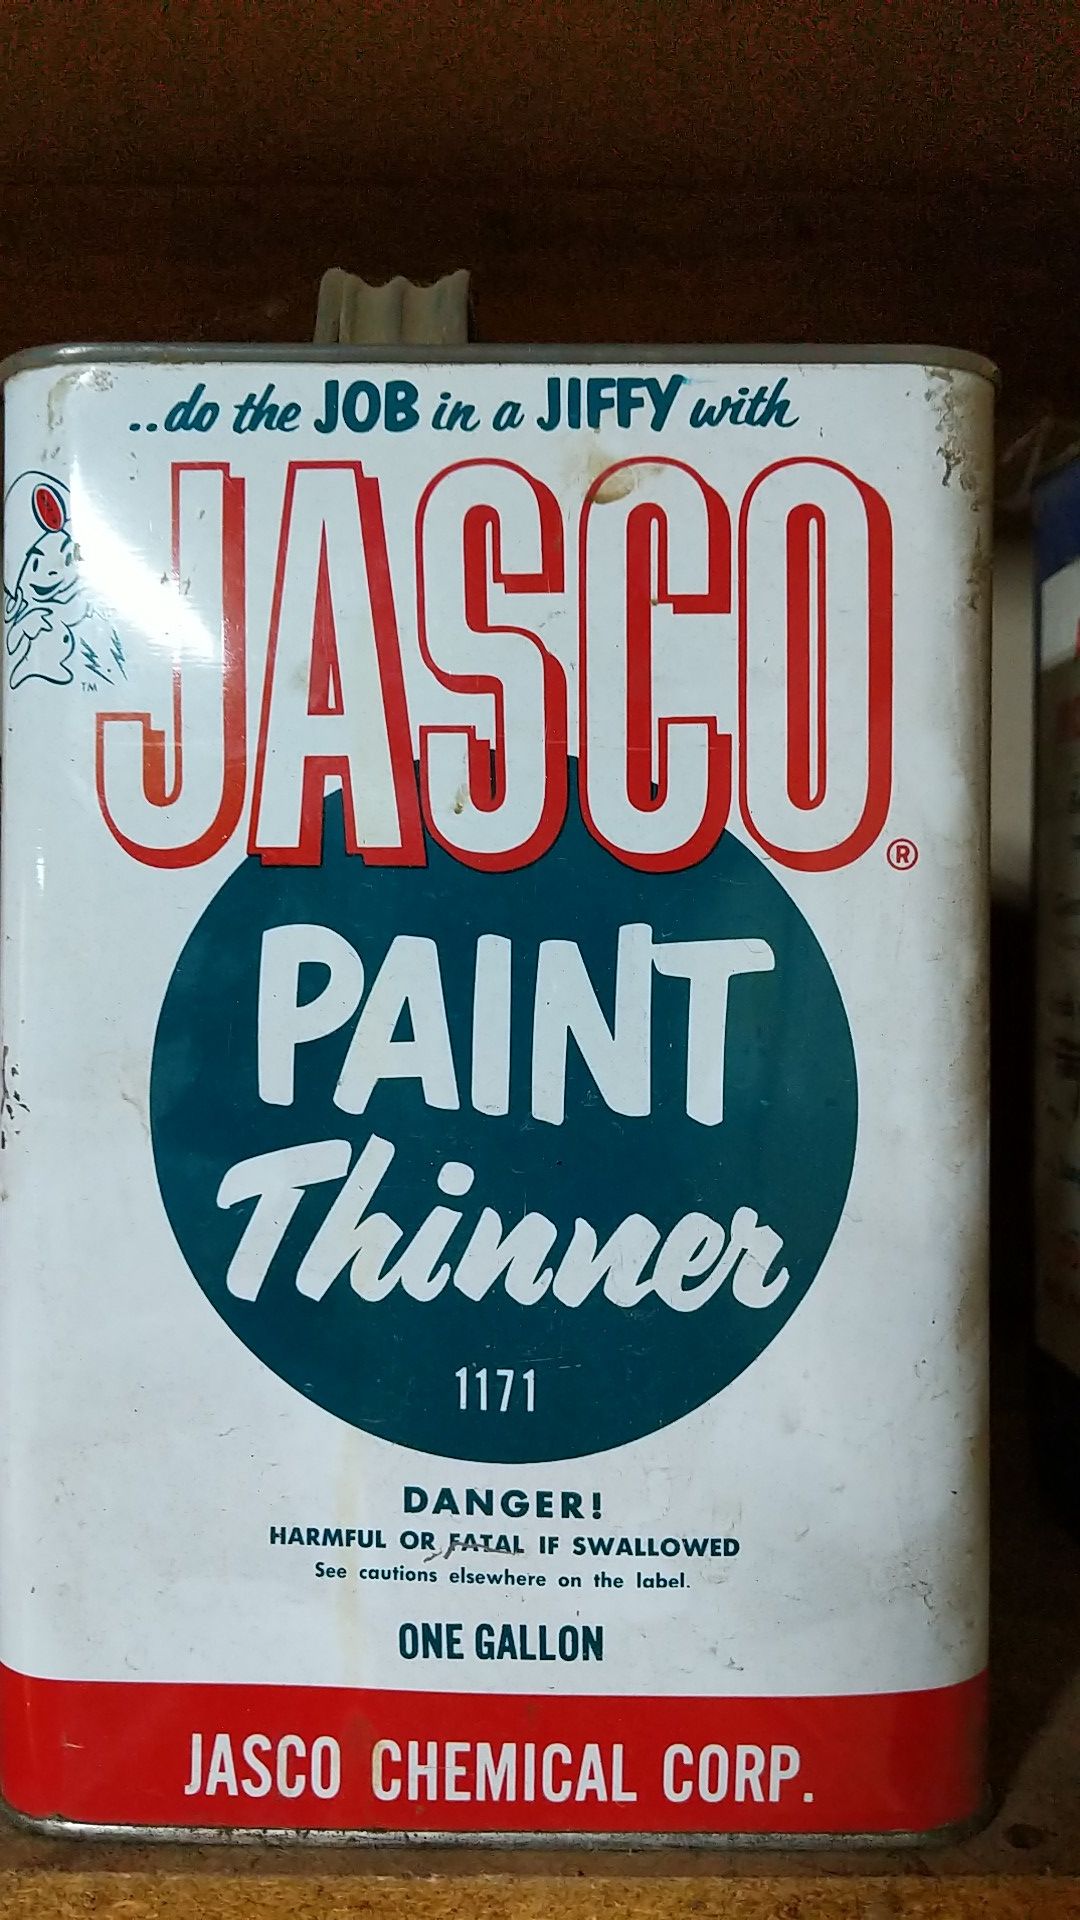 ..do the JOB in a JIFFY with
JASCO®
TM
PAINT
Thinner
1171
DANGER!
HARMFUL OR FATAL IF SWALLOWED
See cautions elsewhere on the label.
ONE GALLON
JASCO CHEMICAL CORP.